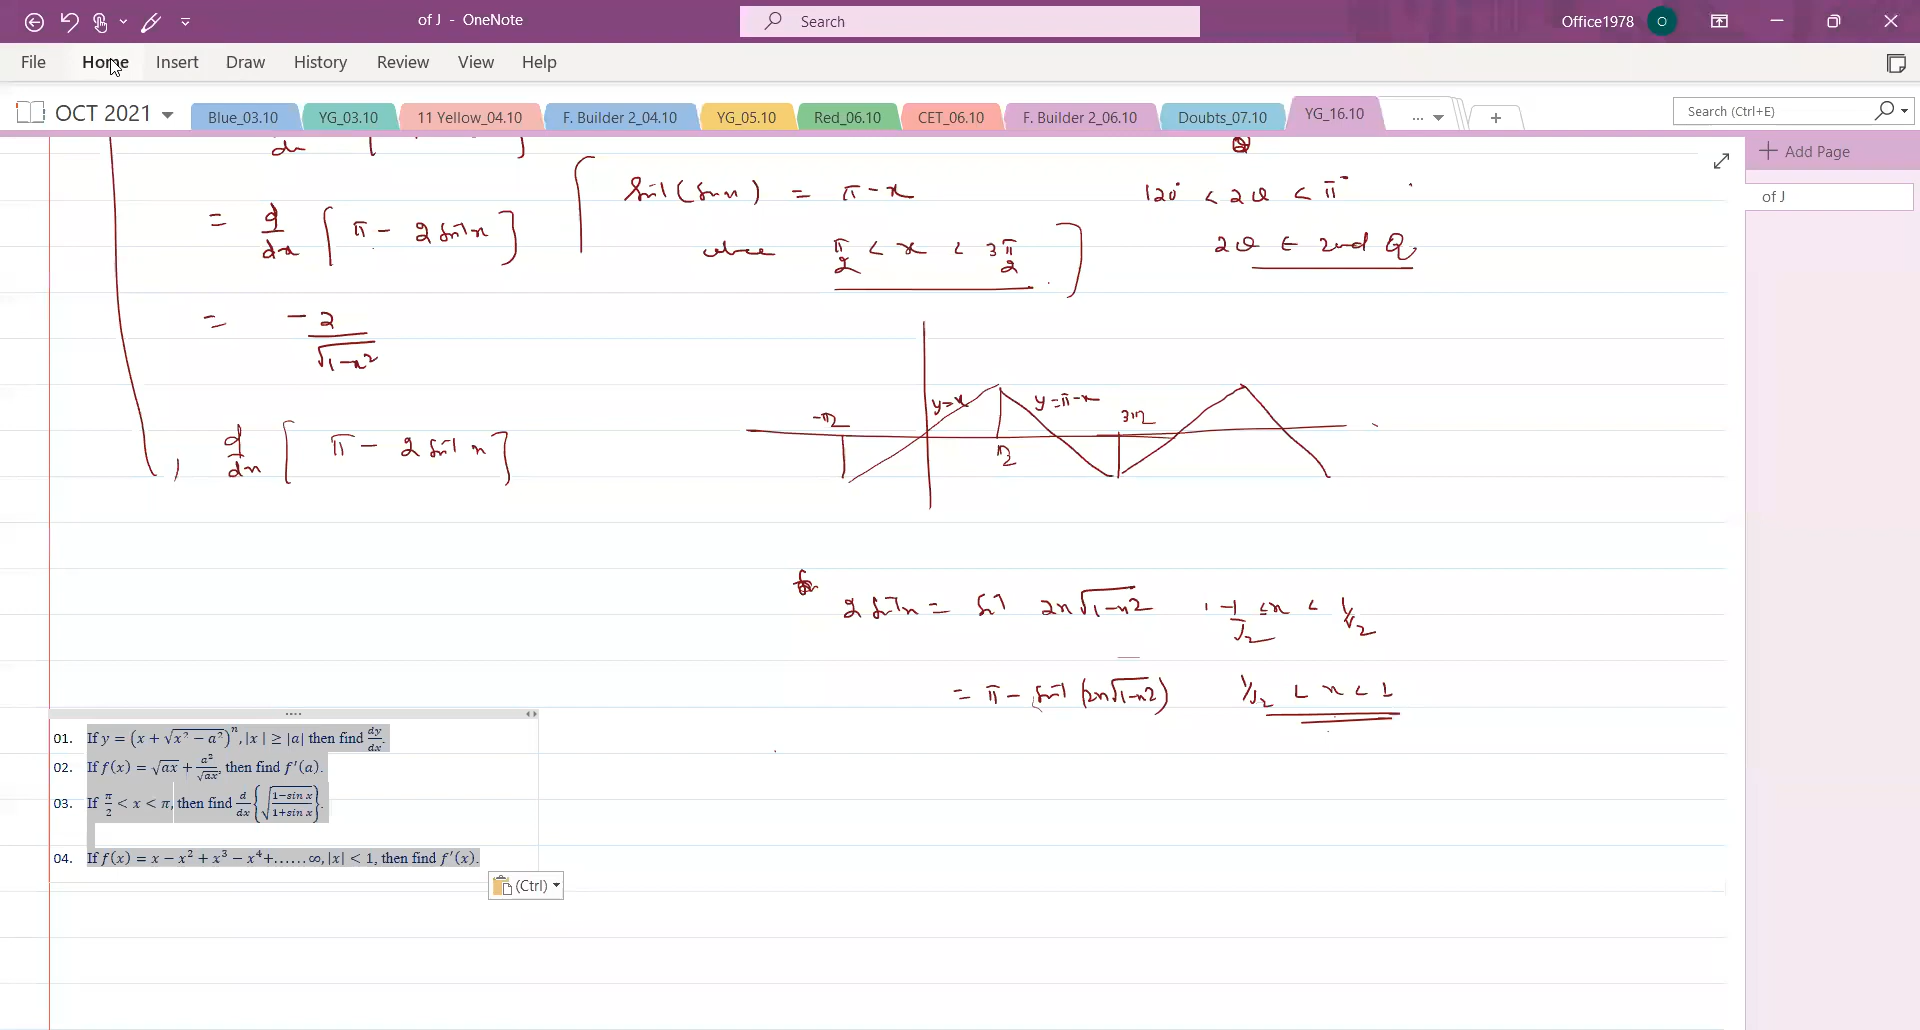 of J - OneNote
Search
Office1978
O
File Home Insert Draw History Review View Help
OCT 2021
Blue_03.10
YG_03.10
11 Yellow_04.10
F. Builder 2_04.10
YG_05.10
Red_06.10
CET_06.10
F. Builder 2_06.10
Doubts_07.10
YG_16.10
...
+
Search (Ctrl+E)
Add Page
of J
sin⁻¹(sin x) = π - x
120° < 2θ < π
= d/dx [ π - 2 sin⁻¹ x ]
where π/2 < x < 3π/2
2θ ∈ 2nd Q
= -2/√1-x²
-π/2
y=x
y=π-x
3π/2
π/2
, d/dx [ π - 2 sin⁻¹ x ]
2 sin⁻¹x = sin⁻¹ 2x√1-x² , -1/√2 < x < 1/√2
= π - sin⁻¹(2x√1-x²) 1/√2 < x < 1
01. If y = (x + √x² − a²)ⁿ, |x| ≥ |a| then find dy/dx.
02. If f(x) = √ax + a²/√ax, then find f′(a).
03. If π/2 < x < π, then find d/dx {√1−sin x/1+sin x}.
04. If f(x) = x − x² + x³ − x⁴+...... ∞, |x| < 1, then find f′(x).
(Ctrl)